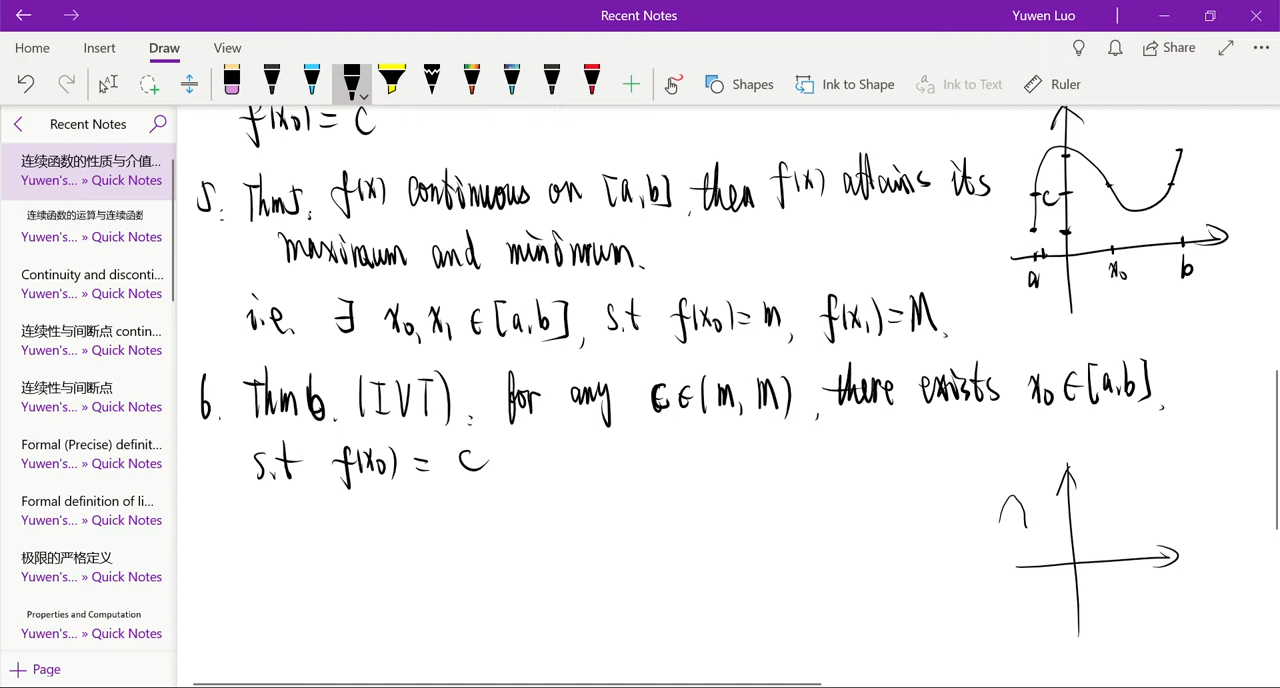 Recent Notes
Yuwen Luo
Home Insert Draw View
Share
Shapes
Ink to Shape
Ink to Text
Ruler
Recent Notes
连续函数的性质与介值...
Yuwen's... » Quick Notes
连续函数的运算与连续函数
Yuwen's... » Quick Notes
Continuity and disconti...
Yuwen's... » Quick Notes
连续性与间断点 contin...
Yuwen's... » Quick Notes
连续性与间断点
Yuwen's... » Quick Notes
Formal (Precise) definit...
Yuwen's... » Quick Notes
Formal definition of li...
Yuwen's... » Quick Notes
极限的严格定义
Yuwen's... » Quick Notes
Properties and Computation
Yuwen's... » Quick Notes
Page
f(x₀) = C
5. Thm5. f(x) continuous on [a,b], then f(x) attains its
maximum and minimum.
i.e. ∃ x₀, x₁ ∈ [a,b], s.t f(x₀) = m, f(x₁) = M.
6. Thm 6. (IVT). for any c ∈ (m, M), there exists x₀ ∈ [a,b].
s.t f(x₀) = c
C
a x₀ b